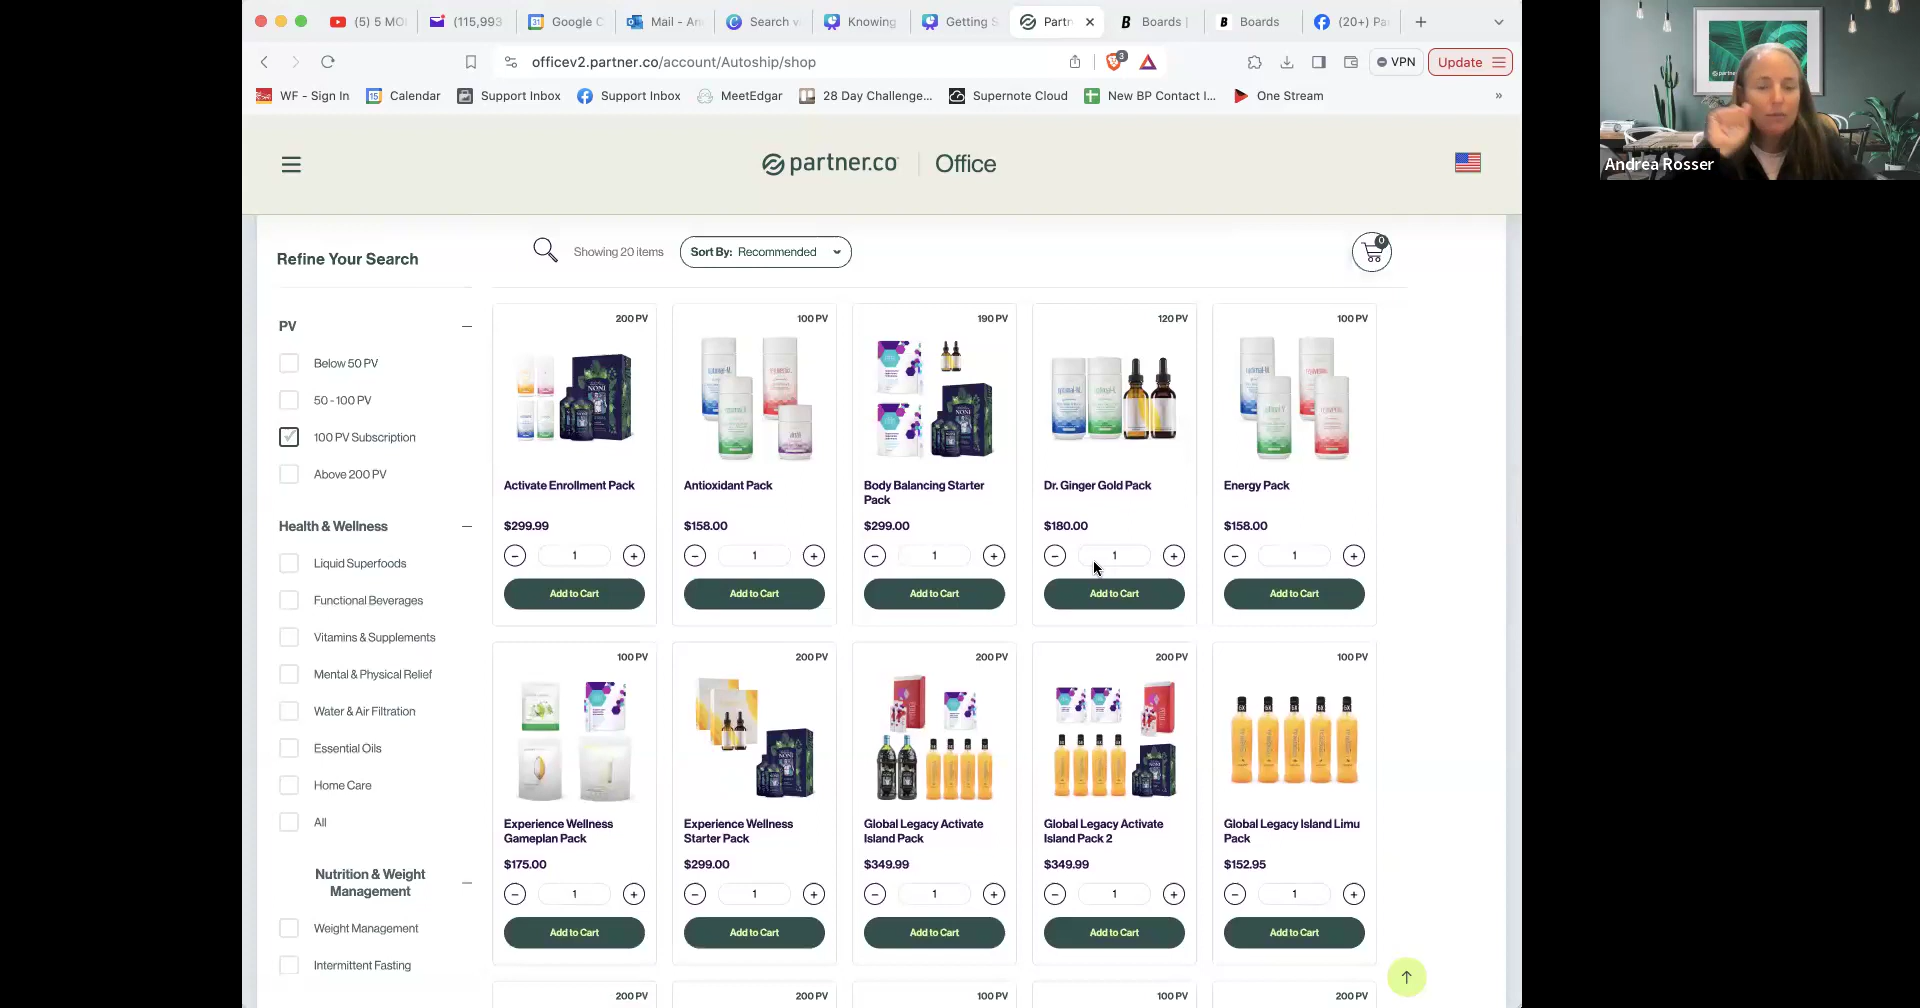 (5) 5 MO
(115,993
Google C
Mail - An
Search v
Knowing
Getting S
Partn
Boards |
Boards
(20+) Pa
officev2.partner.co/account/Autoship/shop
3
VPN
Update
WF - Sign In
Calendar
Support Inbox
Support Inbox
MeetEdgar
28 Day Challenge...
Supernote Cloud
New BP Contact I...
One Stream
»
partner.co
Office
Andrea Rosser
Refine Your Search
Showing 20 items
Sort By: Recommended
0
PV
Below 50 PV
50 - 100 PV
100 PV Subscription
Above 200 PV
Health & Wellness
Liquid Superfoods
Functional Beverages
Vitamins & Supplements
Mental & Physical Relief
Water & Air Filtration
Essential Oils
Home Care
All
Nutrition & Weight
Management
Weight Management
Intermittent Fasting
200 PV
Activate Enrollment Pack
$299.99
1
Add to Cart
100 PV
Antioxidant Pack
$158.00
1
Add to Cart
190 PV
Body Balancing Starter
Pack
$299.00
1
Add to Cart
120 PV
Dr. Ginger Gold Pack
$180.00
1
Add to Cart
100 PV
Energy Pack
$158.00
1
Add to Cart
100 PV
Experience Wellness
Gameplan Pack
$175.00
1
Add to Cart
200 PV
Experience Wellness
Starter Pack
$299.00
1
Add to Cart
200 PV
Global Legacy Activate
Island Pack
$349.99
1
Add to Cart
200 PV
Global Legacy Activate
Island Pack 2
$349.99
1
Add to Cart
100 PV
Global Legacy Island Limu
Pack
$152.95
1
Add to Cart
200 PV
200 PV
100 PV
100 PV
200 PV